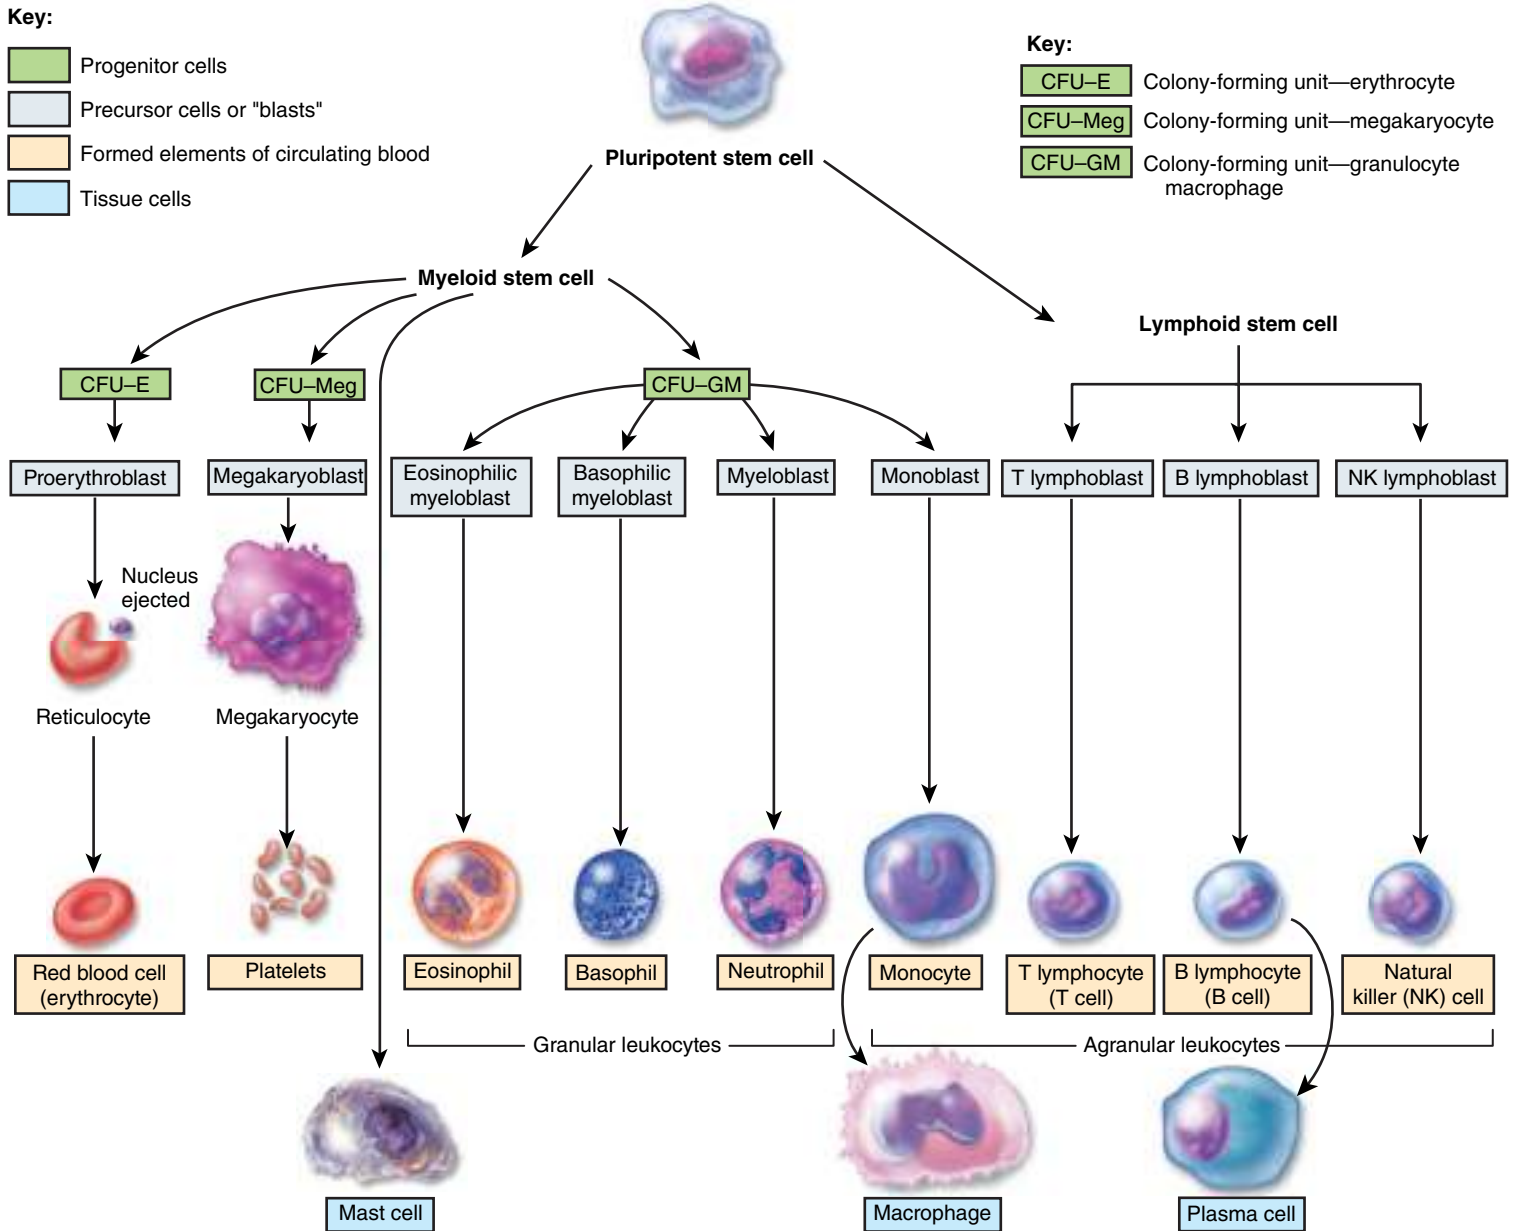 Key:
Progenitor cells
Precursor cells or "blasts"
Formed elements of circulating blood
Tissue cells
Key:
CFU–E Colony-forming unit—erythrocyte
CFU–Meg Colony-forming unit—megakaryocyte
CFU–GM Colony-forming unit—granulocyte
macrophage
Pluripotent stem cell
Myeloid stem cell
Lymphoid stem cell
CFU–E
CFU–Meg
CFU–GM
Proerythroblast
Megakaryoblast
Eosinophilic
myeloblast
Basophilic
myeloblast
Myeloblast
Monoblast
T lymphoblast
B lymphoblast
NK lymphoblast
Nucleus
ejected
Reticulocyte
Megakaryocyte
Red blood cell
(erythrocyte)
Platelets
Eosinophil
Basophil
Neutrophil
Monocyte
T lymphocyte
(T cell)
B lymphocyte
(B cell)
Natural
killer (NK) cell
Granular leukocytes
Agranular leukocytes
Mast cell
Macrophage
Plasma cell